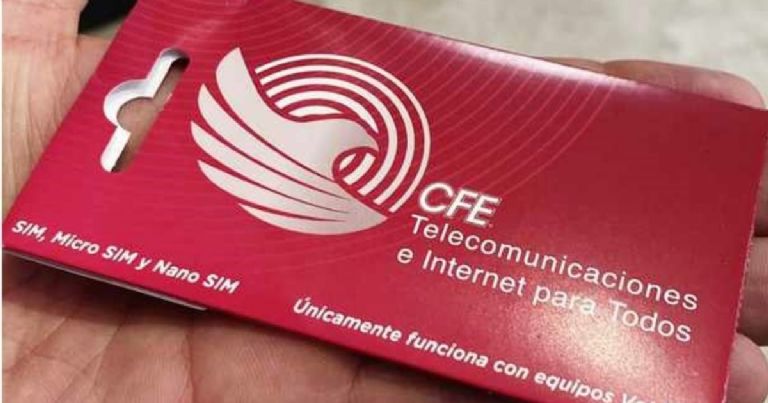 CFE
Telecomunicaciones
e Internet para Todos
SIM, Micro SIM y Nano SIM
Únicamente funciona con equipos